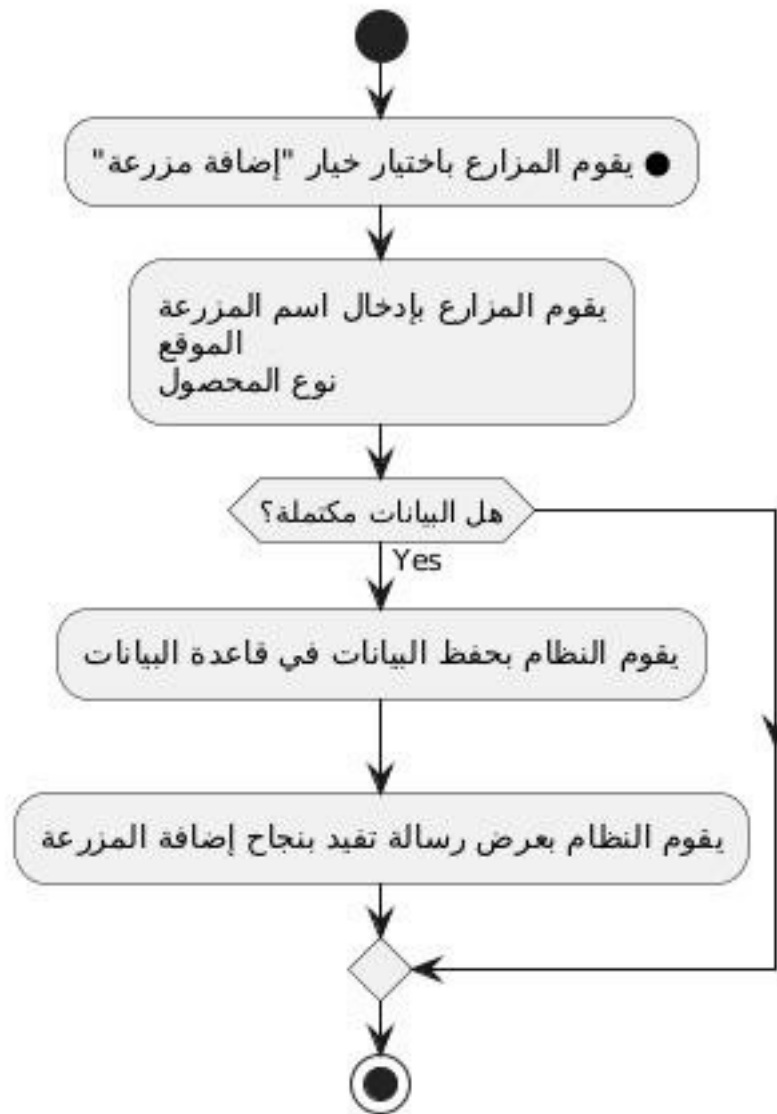 ● يقوم المزارع باختيار خيار "إضافة مزرعة"
يقوم المزارع بإدخال اسم المزرعة
الموقع
نوع المحصول
هل البيانات مكتملة؟
Yes
يقوم النظام بحفظ البيانات في قاعدة البيانات
يقوم النظام بعرض رسالة تفيد بنجاح إضافة المزرعة